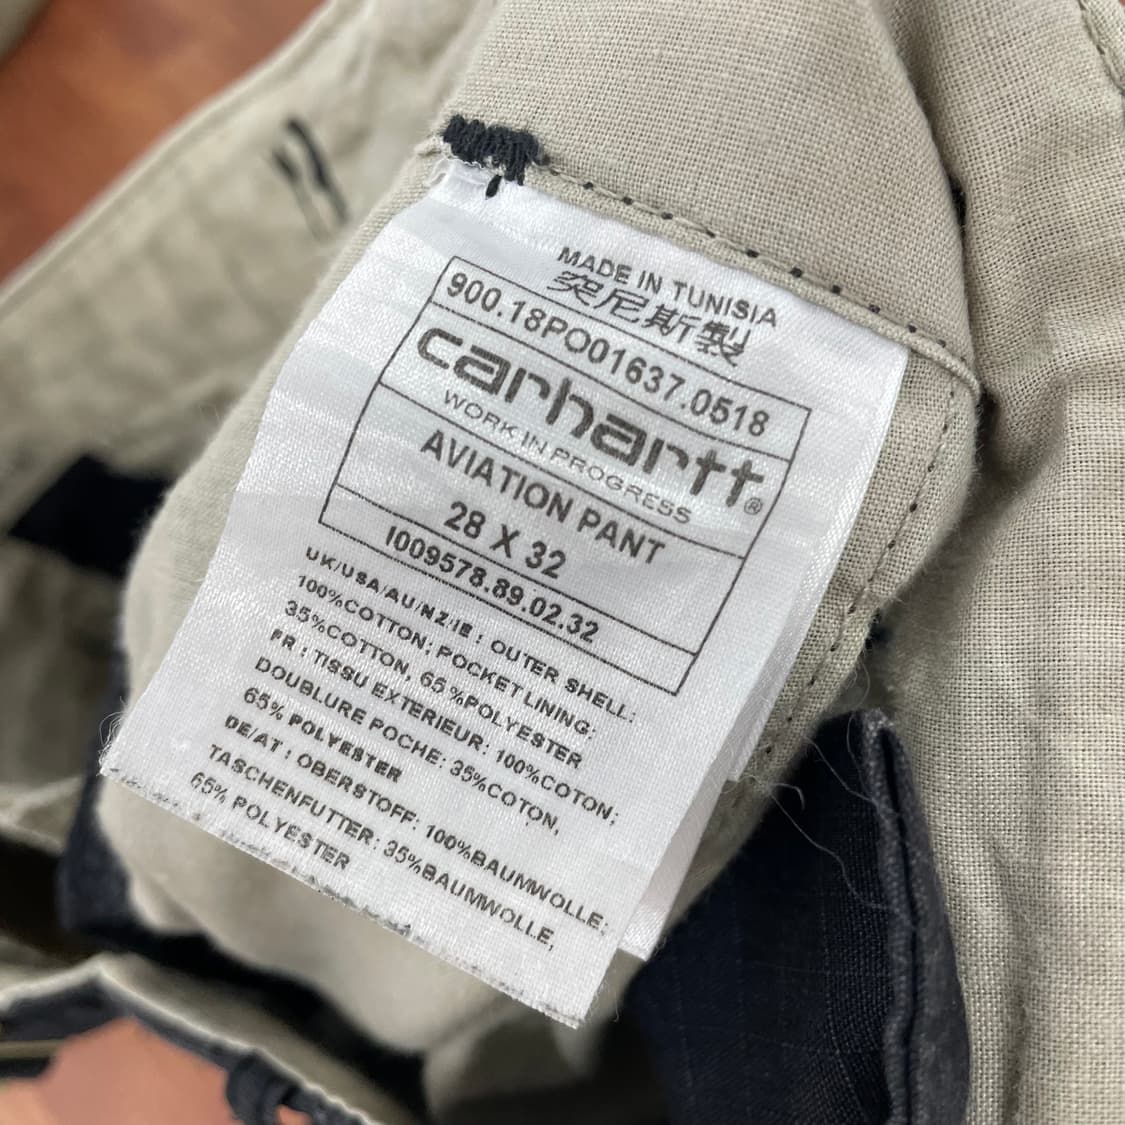 MADE IN TUNISIA
突尼斯製
900.18PO01637.0518
carhartt®
WORK IN PROGRESS
AVIATION PANT
28 X 32
I009578.89.02.32
UK/USA/AU/NZ/IE: OUTER SHELL:
100%COTTON; POCKET LINING:
35%COTTON, 65%POLYESTER
FR : TISSU EXTERIEUR: 100%COTON;
DOUBLURE POCHE: 35%COTON,
65% POLYESTER
DE/AT : OBERSTOFF: 100%BAUMWOLLE;
TASCHENFUTTER: 35%BAUMWOLLE,
65% POLYESTER